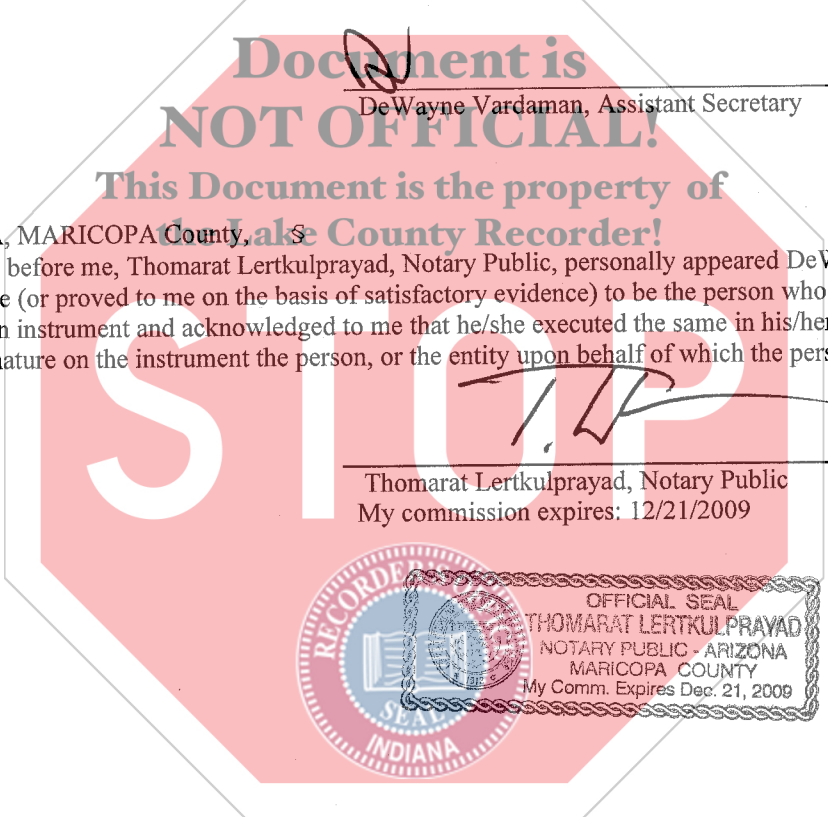 Document is
DeWayne Vardaman, Assistant Secretary
NOT OFFICIAL!
This Document is the property of
the Lake County Recorder!
, MARICOPA County, S
before me, Thomarat Lertkulprayad, Notary Public, personally appeared DeW
e (or proved to me on the basis of satisfactory evidence) to be the person who
n instrument and acknowledged to me that he/she executed the same in his/her
nature on the instrument the person, or the entity upon behalf of which the pers
STOP
T. L
Thomarat Lertkulprayad, Notary Public
My commission expires: 12/21/2009
RECORDER'S OFFICE
SEAL
INDIANA
OFFICIAL SEAL
THOMARAT LERTKULPRAYAD
NOTARY PUBLIC - ARIZONA
MARICOPA COUNTY
My Comm. Expires Dec. 21, 2009